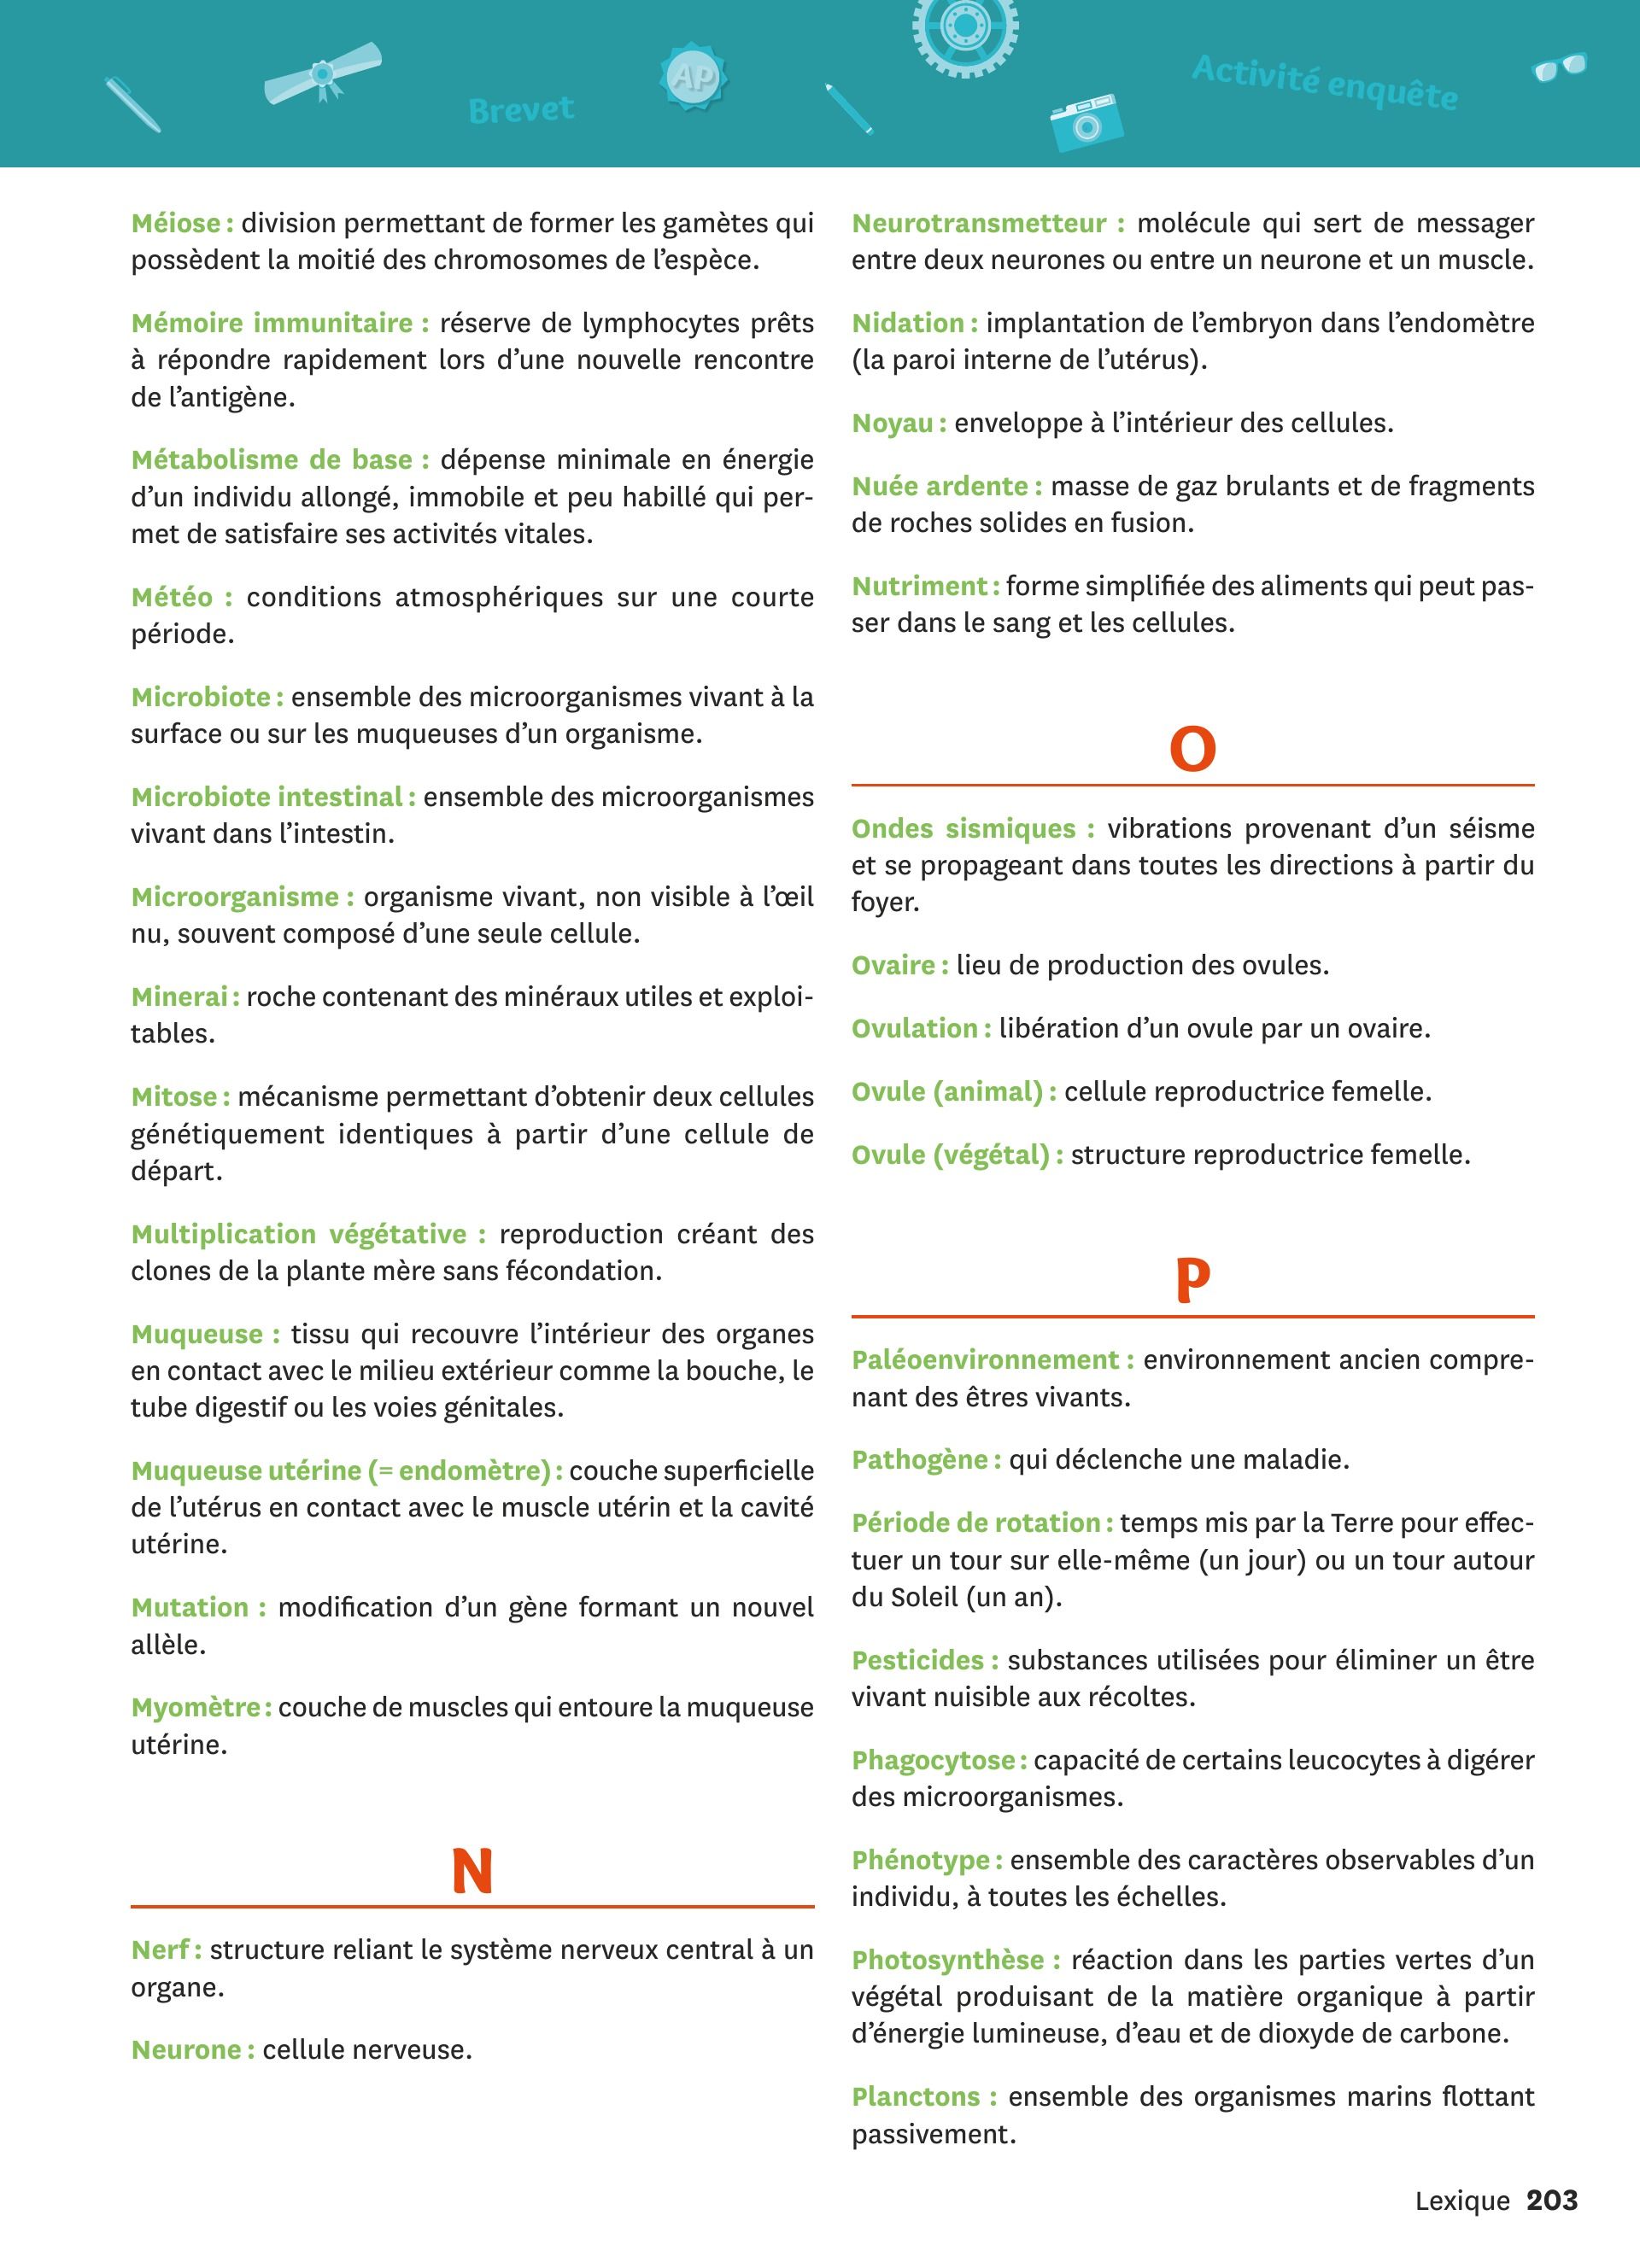 Brevet
AP
Activité enquête
Méiose : division permettant de former les gamètes qui
possèdent la moitié des chromosomes de l’espèce.
Mémoire immunitaire : réserve de lymphocytes prêts
à répondre rapidement lors d’une nouvelle rencontre
de l’antigène.
Métabolisme de base : dépense minimale en énergie
d’un individu allongé, immobile et peu habillé qui per-
met de satisfaire ses activités vitales.
Météo : conditions atmosphériques sur une courte
période.
Microbiote : ensemble des microorganismes vivant à la
surface ou sur les muqueuses d’un organisme.
Microbiote intestinal : ensemble des microorganismes
vivant dans l’intestin.
Microorganisme : organisme vivant, non visible à l’œil
nu, souvent composé d’une seule cellule.
Minerai : roche contenant des minéraux utiles et exploi-
tables.
Mitose : mécanisme permettant d’obtenir deux cellules
génétiquement identiques à partir d’une cellule de
départ.
Multiplication végétative : reproduction créant des
clones de la plante mère sans fécondation.
Muqueuse : tissu qui recouvre l’intérieur des organes
en contact avec le milieu extérieur comme la bouche, le
tube digestif ou les voies génitales.
Muqueuse utérine (= endomètre) : couche superficielle
de l’utérus en contact avec le muscle utérin et la cavité
utérine.
Mutation : modification d’un gène formant un nouvel
allèle.
Myomètre : couche de muscles qui entoure la muqueuse
utérine.
N
Nerf : structure reliant le système nerveux central à un
organe.
Neurone : cellule nerveuse.
Neurotransmetteur : molécule qui sert de messager
entre deux neurones ou entre un neurone et un muscle.
Nidation : implantation de l’embryon dans l’endomètre
(la paroi interne de l’utérus).
Noyau : enveloppe à l’intérieur des cellules.
Nuée ardente : masse de gaz brulants et de fragments
de roches solides en fusion.
Nutriment : forme simplifiée des aliments qui peut pas-
ser dans le sang et les cellules.
O
Ondes sismiques : vibrations provenant d’un séisme
et se propageant dans toutes les directions à partir du
foyer.
Ovaire : lieu de production des ovules.
Ovulation : libération d’un ovule par un ovaire.
Ovule (animal) : cellule reproductrice femelle.
Ovule (végétal) : structure reproductrice femelle.
P
Paléoenvironnement : environnement ancien compre-
nant des êtres vivants.
Pathogène : qui déclenche une maladie.
Période de rotation : temps mis par la Terre pour effec-
tuer un tour sur elle-même (un jour) ou un tour autour
du Soleil (un an).
Pesticides : substances utilisées pour éliminer un être
vivant nuisible aux récoltes.
Phagocytose : capacité de certains leucocytes à digérer
des microorganismes.
Phénotype : ensemble des caractères observables d’un
individu, à toutes les échelles.
Photosynthèse : réaction dans les parties vertes d’un
végétal produisant de la matière organique à partir
d’énergie lumineuse, d’eau et de dioxyde de carbone.
Planctons : ensemble des organismes marins flottant
passivement.
Lexique 203